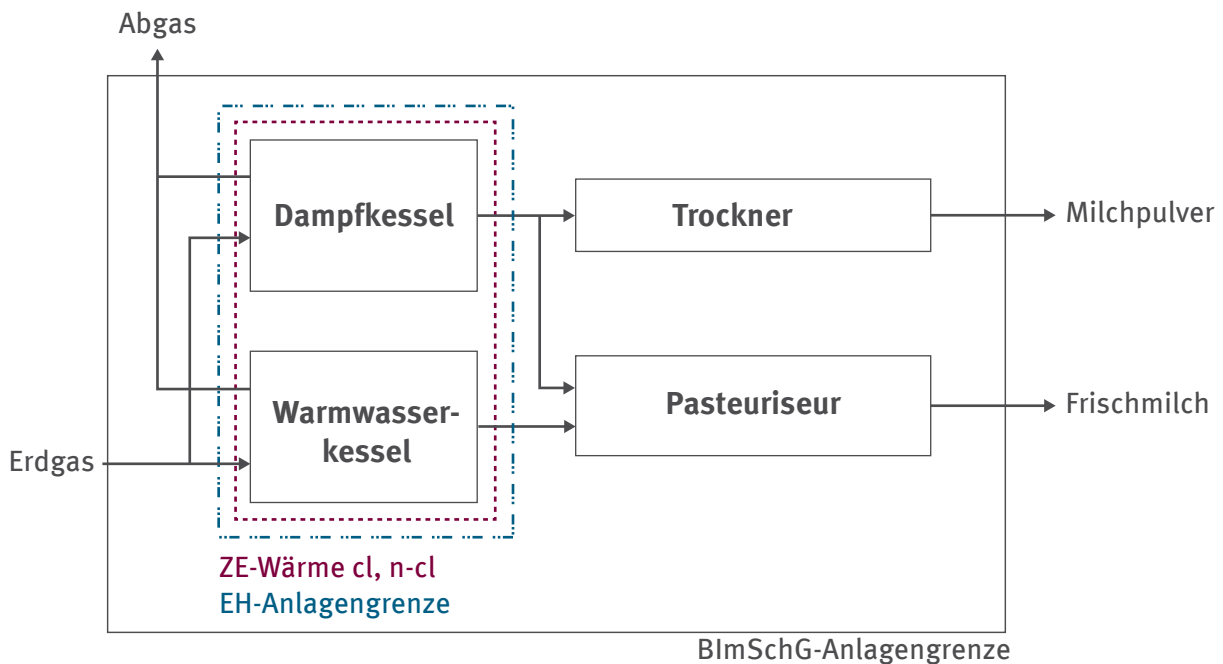 Abgas
Dampfkessel
Trockner
Milchpulver
Warmwasser-
kessel
Pasteuriseur
Frischmilch
Erdgas
ZE-Wärme cl, n-cl
EH-Anlagengrenze
BImSchG-Anlagengrenze